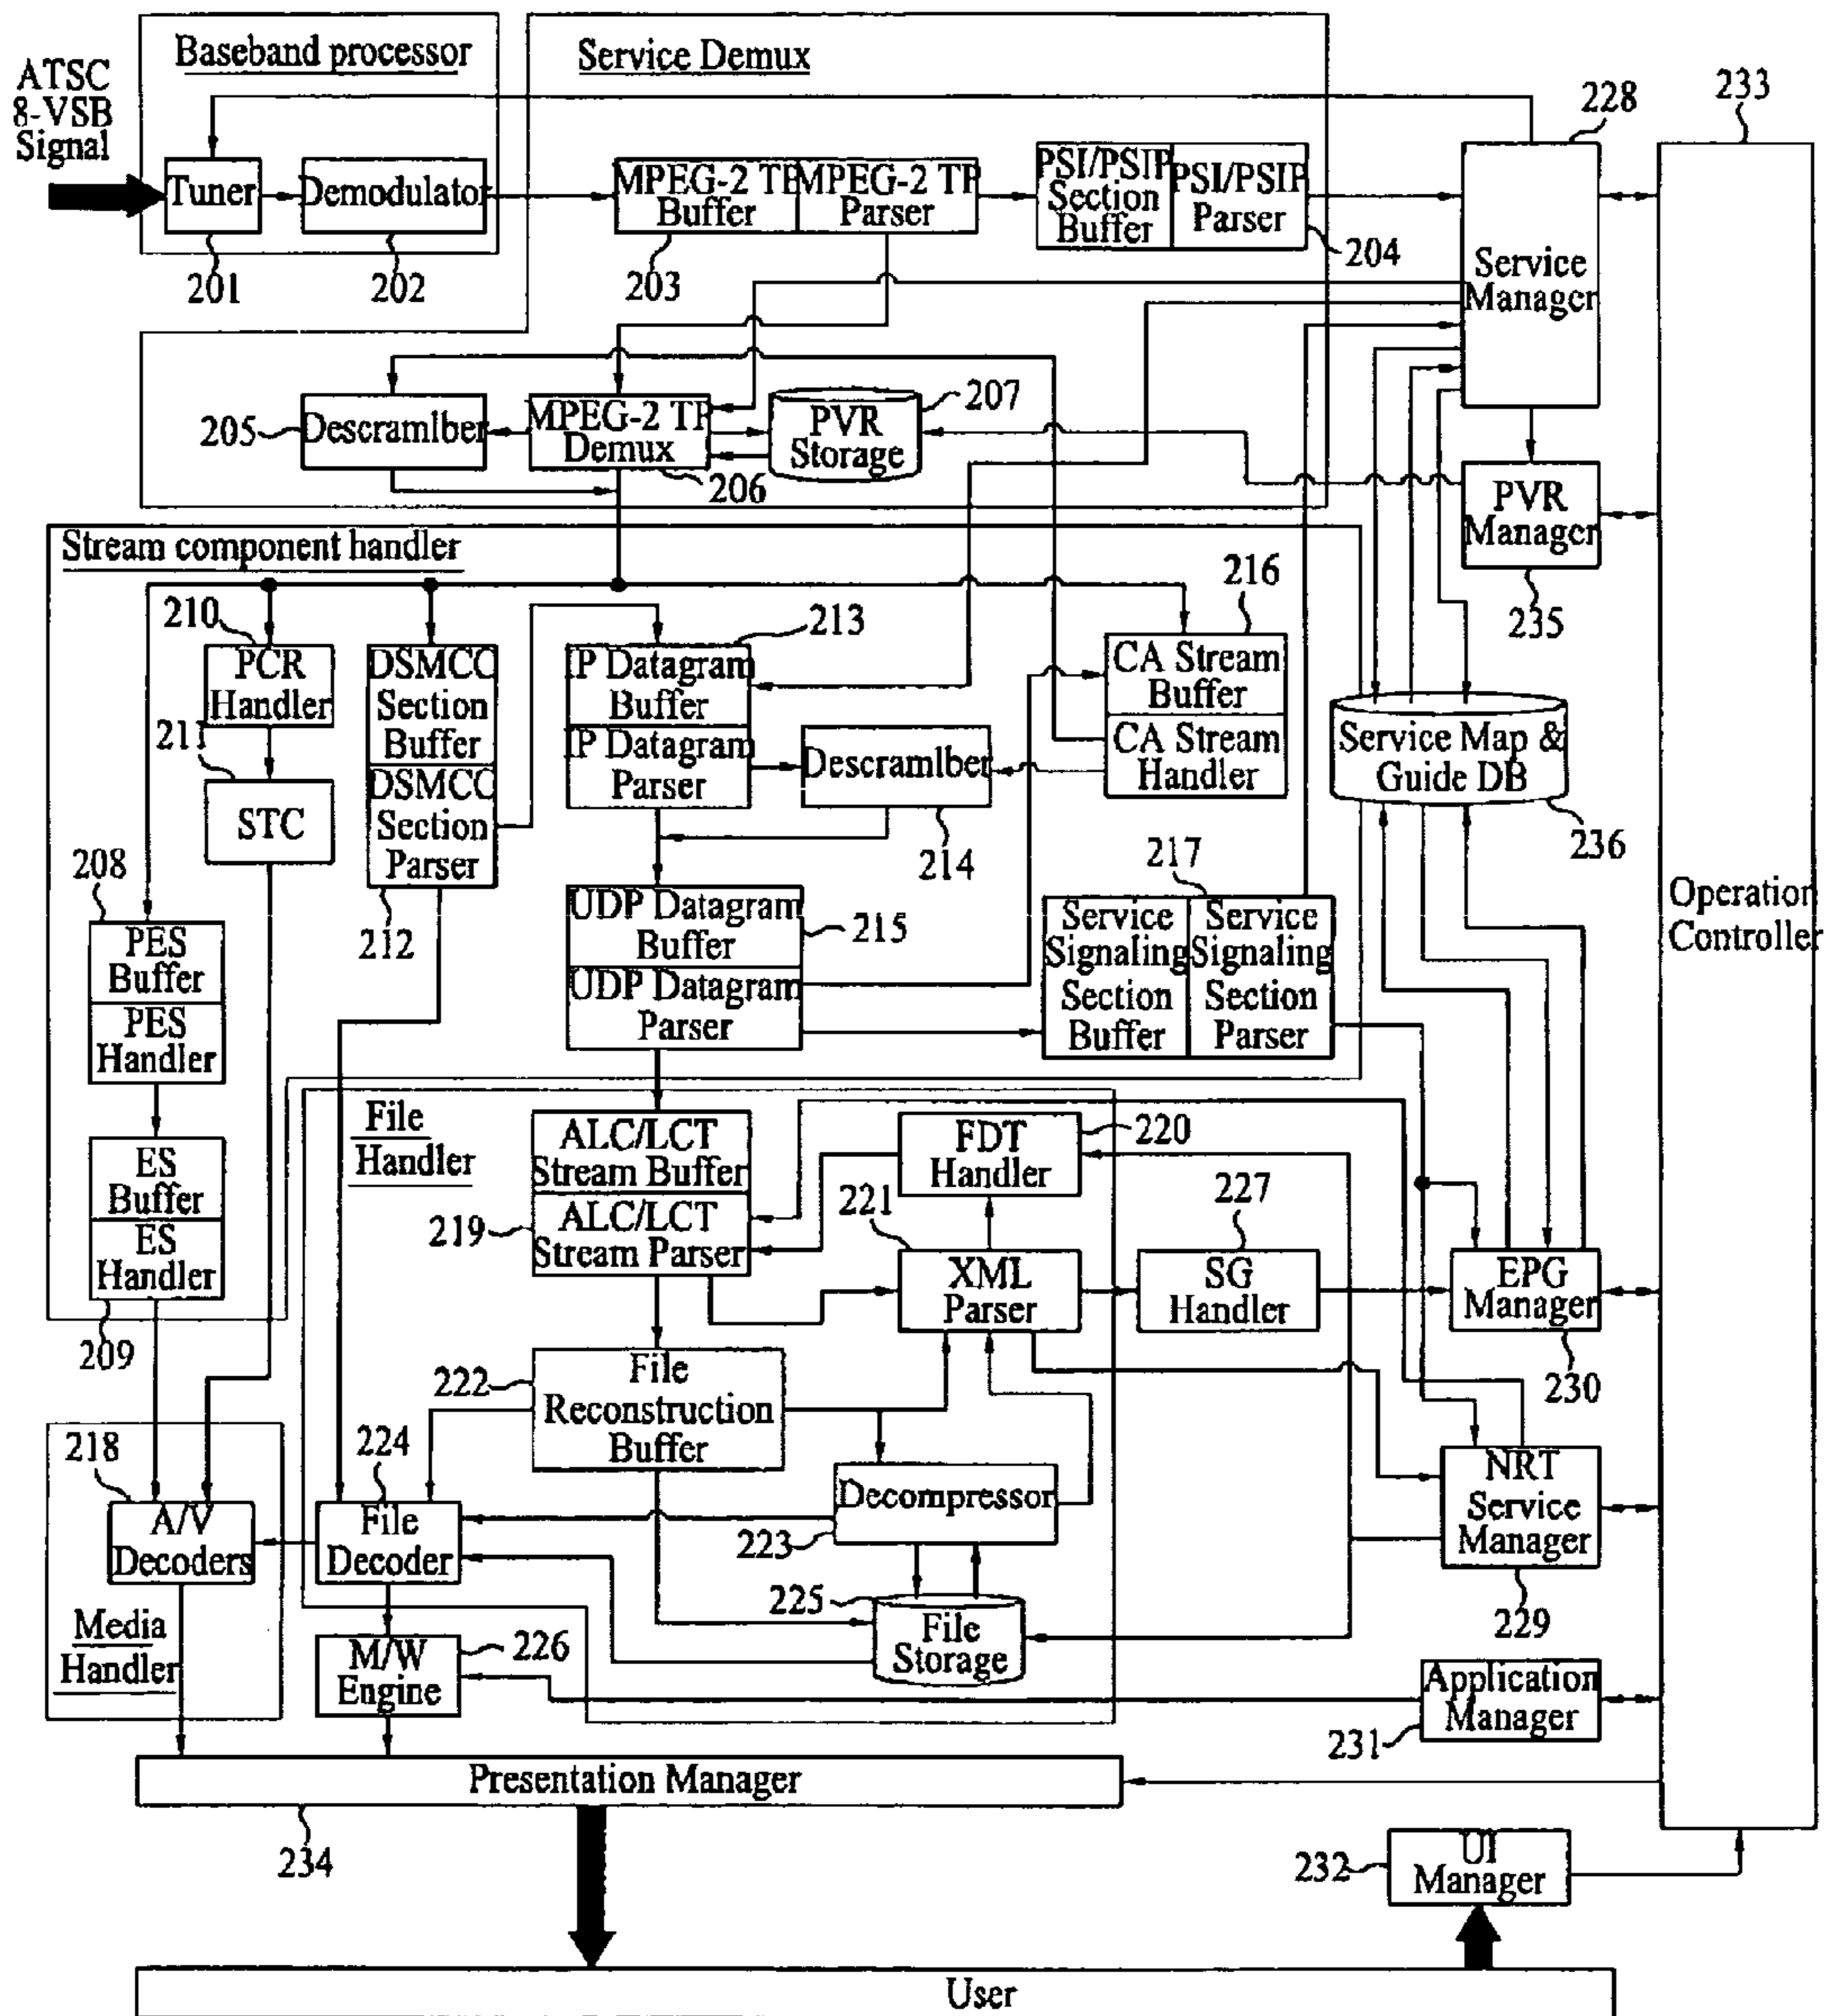 Baseband processor
Service Demux
ATSC
8-VSB
Signal
228
233
Tuner
Demodulator
MPEG-2 TP
Buffer
MPEG-2 TP
Parser
PSI/PSIP
Section
Buffer
PSI/PSIP
Parser
201
202
203
204
Service
Manager
205
Descramlber
MPEG-2 TP
Demux
206
PVR
Storage
207
PVR
Manager
235
Stream component handler
210
PCR
Handler
211
STC
DSMCC
Section
Buffer
DSMCC
Section
Parser
212
213
IP Datagram
Buffer
IP Datagram
Parser
Descramlber
214
216
CA Stream
Buffer
CA Stream
Handler
Service Map &
Guide DB
236
208
PES
Buffer
PES
Handler
UDP Datagram
Buffer
UDP Datagram
Parser
215
217
Service
Signaling
Section
Buffer
Service
Signaling
Section
Parser
Operation
Controller
ES
Buffer
ES
Handler
209
File
Handler
ALC/LCT
Stream Buffer
ALC/LCT
Stream Parser
219
FDT
Handler
220
221
XML
Parser
227
SG
Handler
EPG
Manager
230
222
File
Reconstruction
Buffer
218
A/V
Decoders
224
File
Decoder
Decompressor
223
NRT
Service
Manager
229
Media
Handler
M/W
Engine
226
225
File
Storage
Application
Manager
231
Presentation Manager
234
232
UI
Manager
User